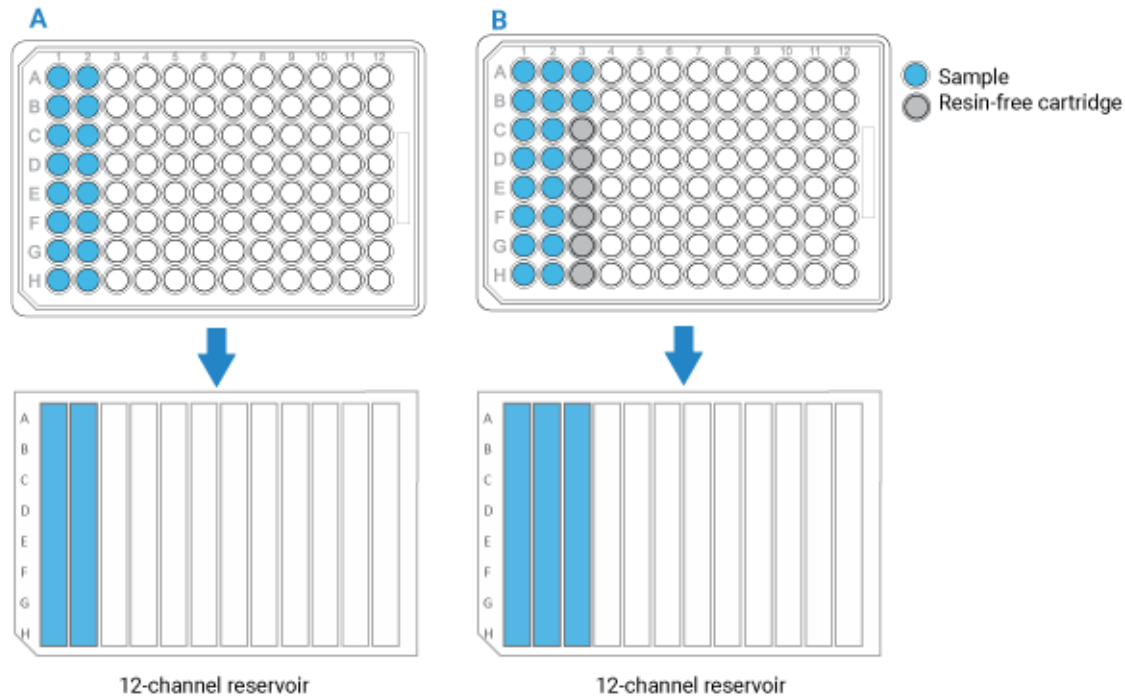 A
B
1 2 3 4 5 6 7 8 9 10 11 12
A
B
C
D
E
F
G
H
1 2 3 4 5 6 7 8 9 10 11 12
A
B
C
D
E
F
G
H
Sample
Resin-free cartridge
A
B
C
D
E
F
G
H
A
B
C
D
E
F
G
H
12-channel reservoir
12-channel reservoir